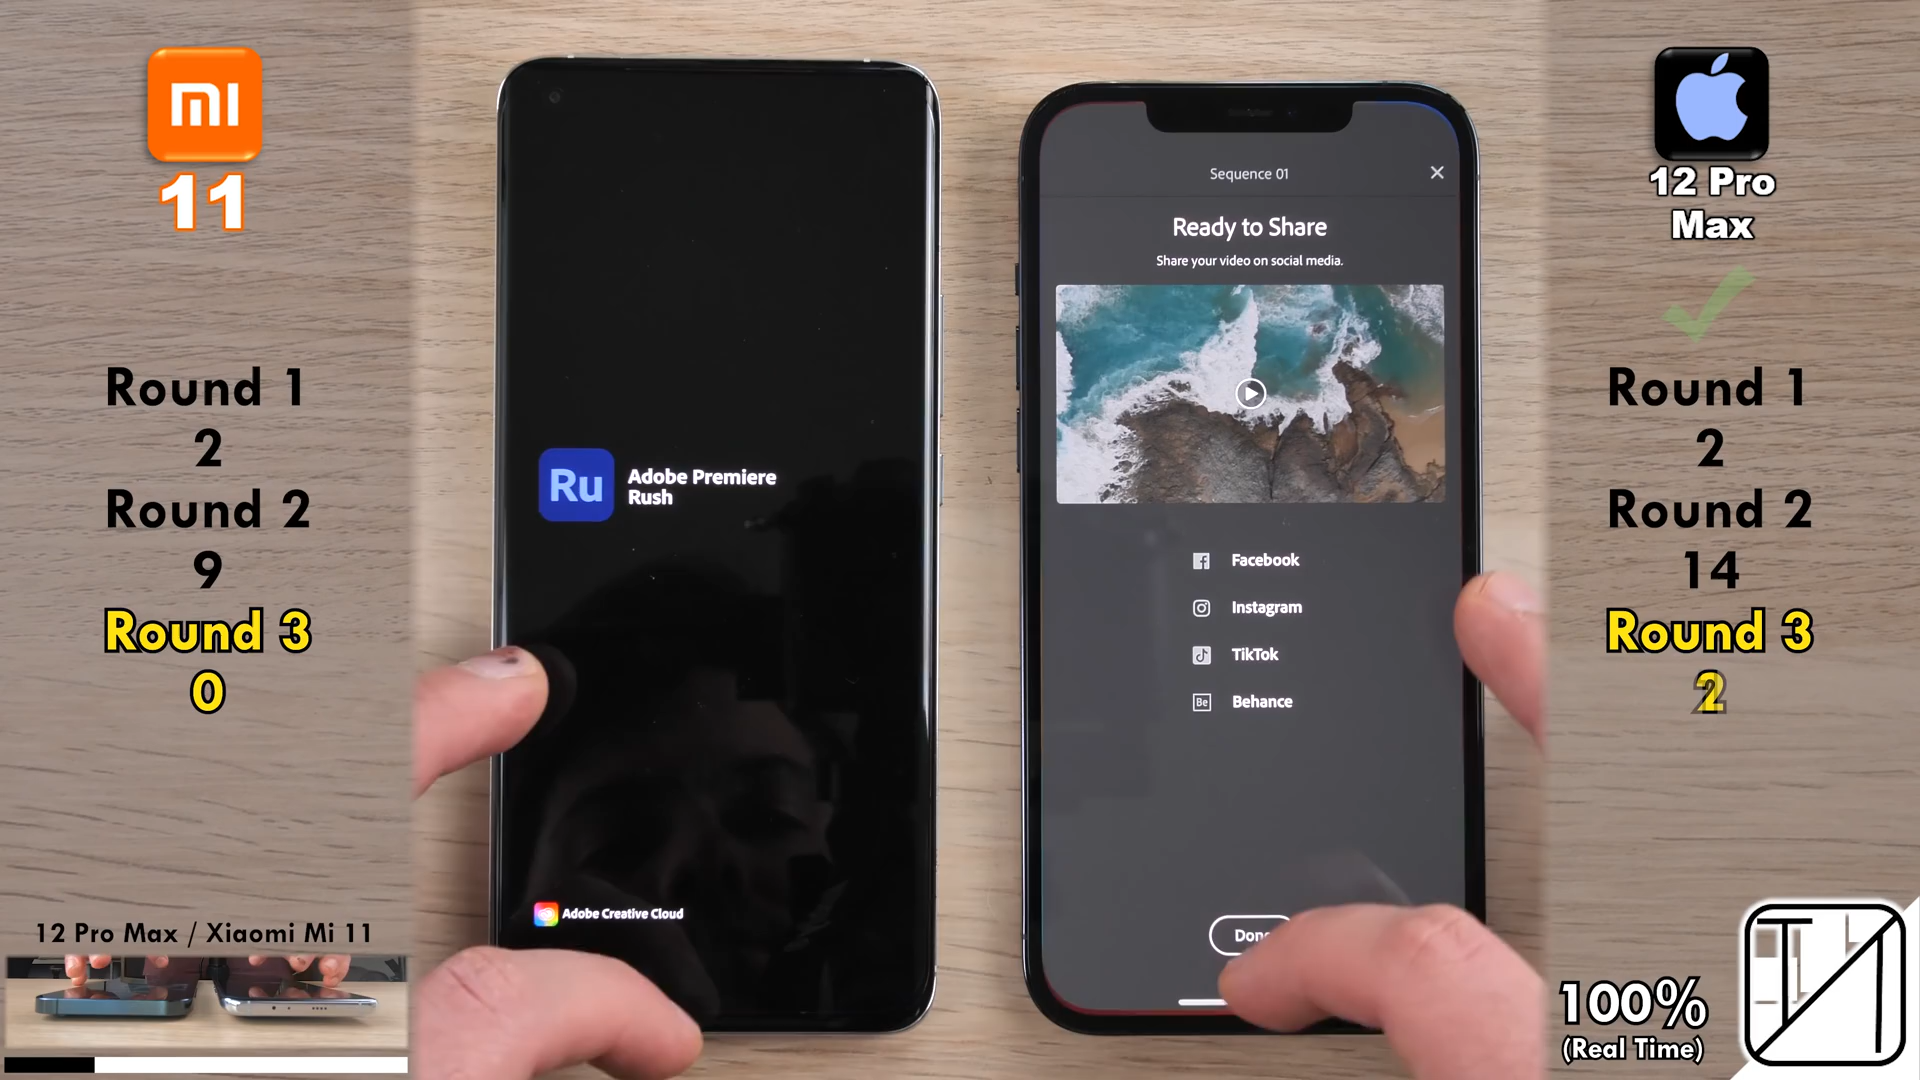 mi
11
Round 1
2
Round 2
9
Round 3
0
12 Pro Max / Xiaomi Mi 11
Ru
Adobe Premiere
Rush
Adobe Creative Cloud
Sequence 01
Ready to Share
Share your video on social media.
Facebook
Instagram
TikTok
Be
Behance
Done
12 Pro
Max
Round 1
2
Round 2
14
Round 3
2
100%
(Real Time)